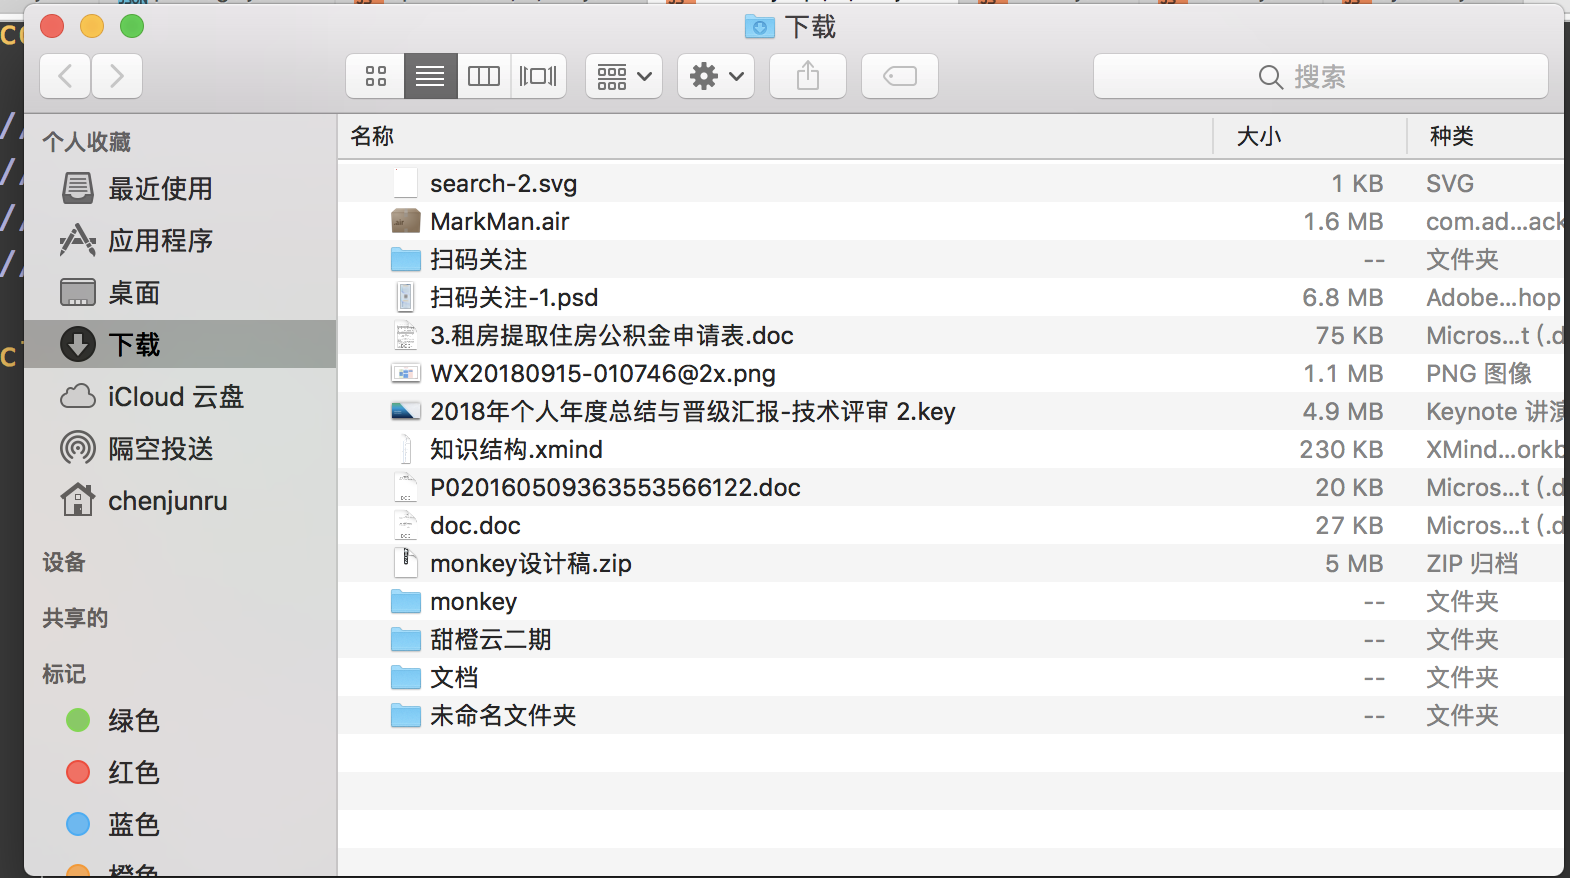 下载
搜索
个人收藏
最近使用
应用程序
桌面
下载
iCloud 云盘
隔空投送
chenjunru
设备
共享的
标记
绿色
红色
蓝色
橙色
名称 大小 种类
search-2.svg 1 KB SVG
MarkMan.air 1.6 MB com.ad...ack
扫码关注 -- 文件夹
扫码关注-1.psd 6.8 MB Adobe...hop
3.租房提取住房公积金申请表.doc 75 KB Micros...t (.d
WX20180915-010746@2x.png 1.1 MB PNG 图像
2018年个人年度总结与晋级汇报-技术评审 2.key 4.9 MB Keynote 讲演
知识结构.xmind 230 KB XMind...orkb
P020160509363553566122.doc 20 KB Micros...t (.d
doc.doc 27 KB Micros...t (.d
monkey设计稿.zip 5 MB ZIP 归档
monkey -- 文件夹
甜橙云二期 -- 文件夹
文档 -- 文件夹
未命名文件夹 -- 文件夹